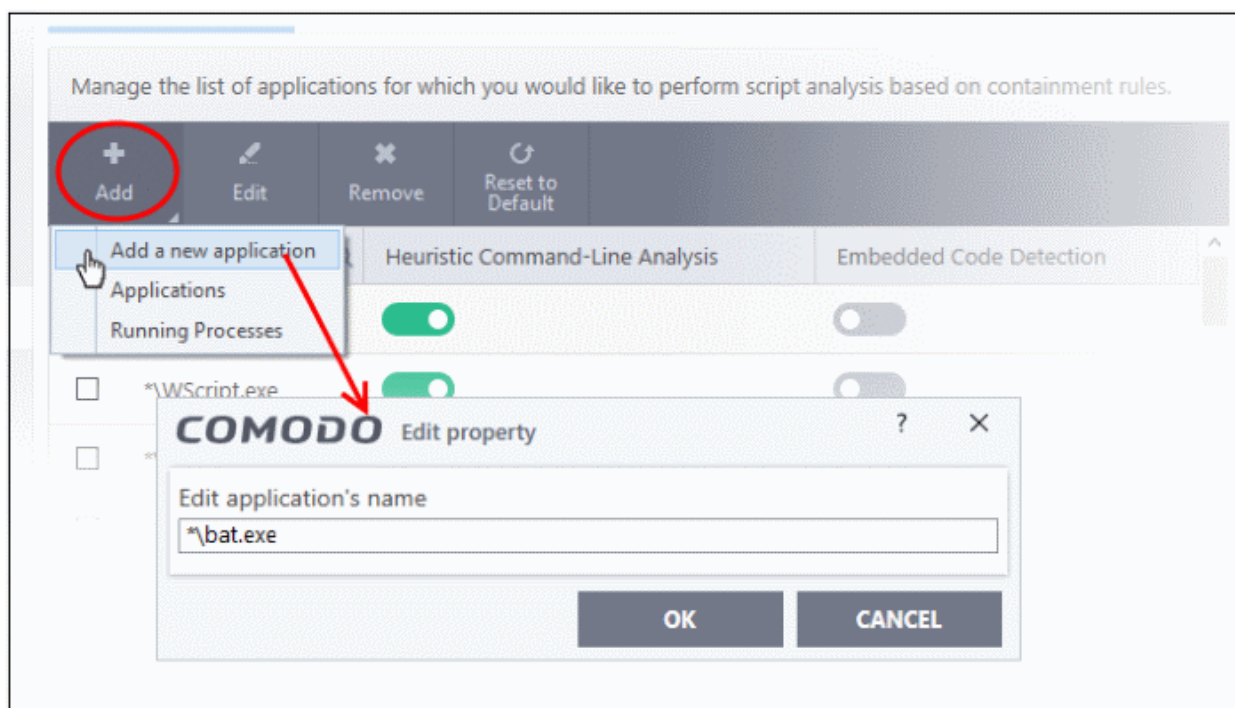 Manage the list of applications for which you would like to perform script analysis based on containment rules.
Add
Edit
Remove
Reset to
Default
Add a new application
Applications
Running Processes
Heuristic Command-Line Analysis
Embedded Code Detection
*\WScript.exe
COMODO Edit property
?
Edit application's name
*\bat.exe
OK
CANCEL